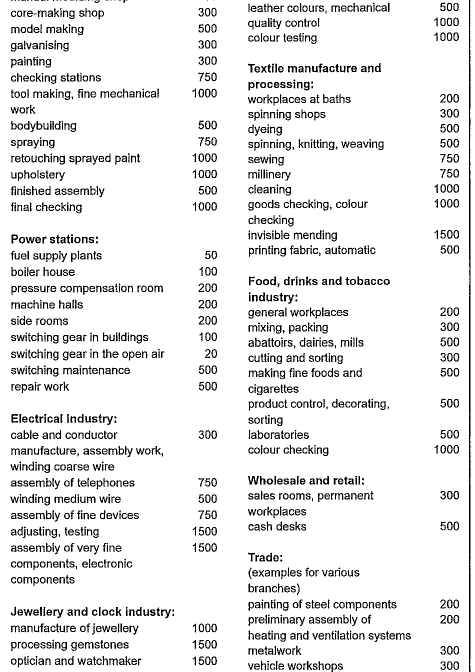 core-making shop 300
model making 500
galvanising 300
painting 300
checking stations 750
tool making, fine mechanical 1000
work
bodybuilding 500
spraying 750
retouching sprayed paint 1000
upholstery 1000
finished assembly 500
final checking 1000
Power stations:
fuel supply plants 50
boiler house 100
pressure compensation room 200
machine halls 200
side rooms 200
switching gear in buildings 100
switching gear in the open air 20
switching maintenance 500
repair work 500
Electrical industry:
cable and conductor 300
manufacture, assembly work,
winding coarse wire
assembly of telephones 750
winding medium wire 500
assembly of fine devices 750
adjusting, testing 1500
assembly of very fine 1500
components, electronic
components
Jewellery and clock industry:
manufacture of jewellery 1000
processing gemstones 1500
optician and watchmaker 1500
leather colours, mechanical 500
quality control 1000
colour testing 1000
Textile manufacture and
processing:
workplaces at baths 200
spinning shops 300
dyeing 500
spinning, knitting, weaving 500
sewing 750
millinery 750
cleaning 1000
goods checking, colour 1000
checking
invisible mending 1500
printing fabric, automatic 500
Food, drinks and tobacco
industry:
general workplaces 200
mixing, packing 300
abattoirs, dairies, mills 500
cutting and sorting 300
making fine foods and 500
cigarettes
product control, decorating, 500
sorting
laboratories 500
colour checking 1000
Wholesale and retail:
sales rooms, permanent 300
workplaces
cash desks 500
Trade:
(examples for various
branches)
painting of steel components 200
preliminary assembly of 200
heating and ventilation systems
metalwork 300
vehicle workshops 300